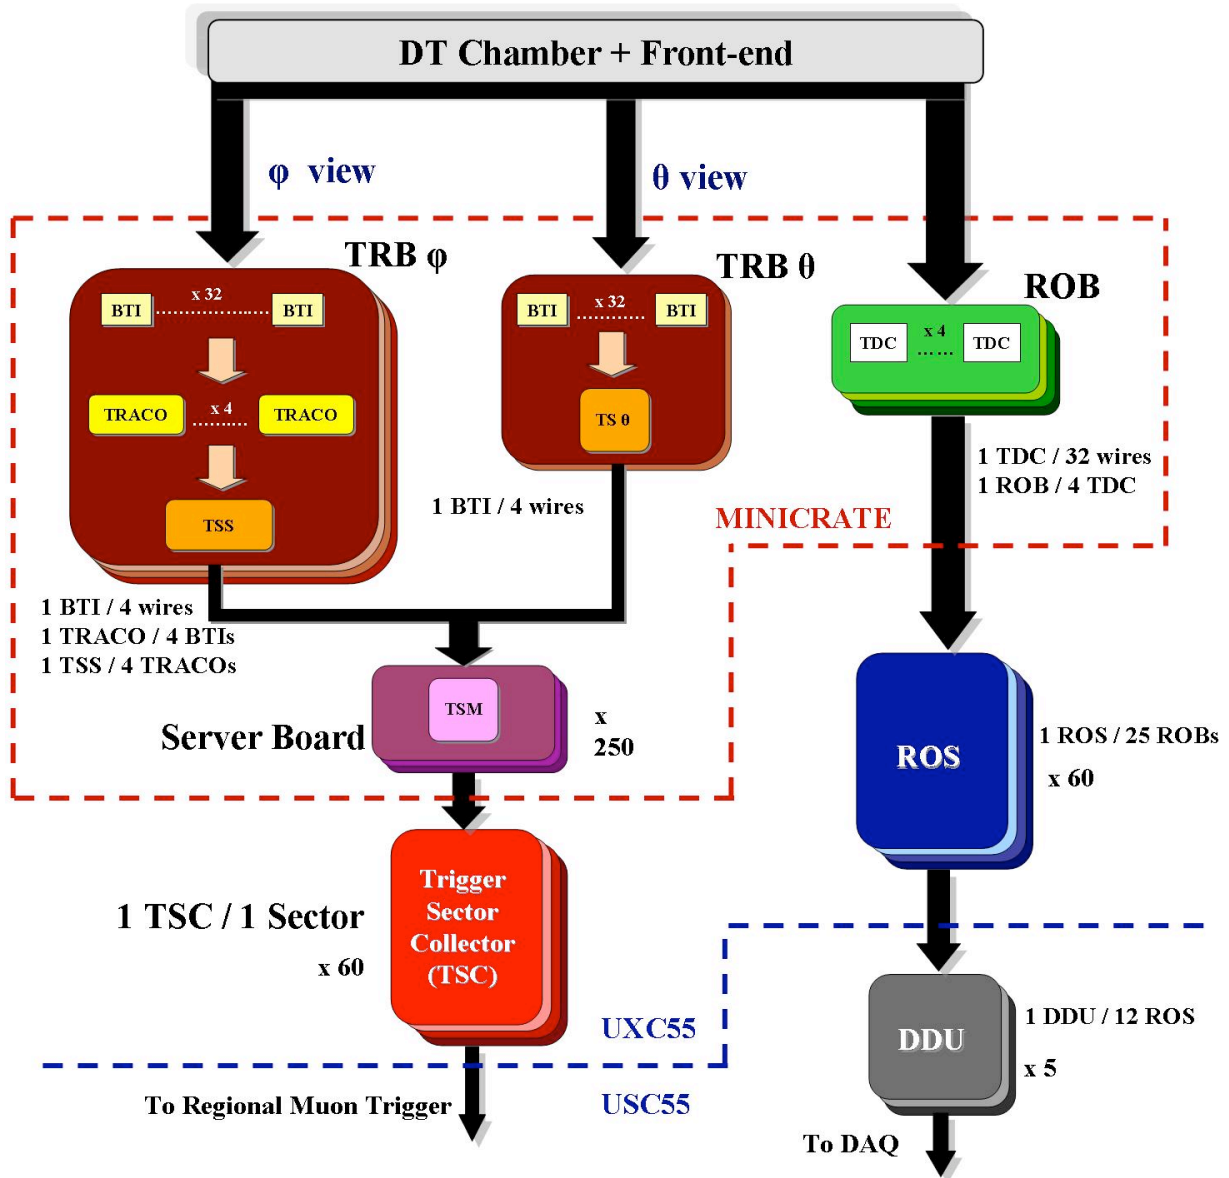 DT Chamber + Front-end
φ view
θ view
TRB φ
BTI
x 32
BTI
TRACO
x 4
TRACO
TSS
1 BTI / 4 wires
1 TRACO / 4 BTIs
1 TSS / 4 TRACOs
TRB θ
BTI
x 32
BTI
TS θ
1 BTI / 4 wires
ROB
TDC
x 4
TDC
1 TDC / 32 wires
1 ROB / 4 TDC
MINICRATE
Server Board
TSM
x
250
ROS
1 ROS / 25 ROBs
x 60
1 TSC / 1 Sector
x 60
Trigger
Sector
Collector
(TSC)
UXC55
DDU
1 DDU / 12 ROS
x 5
To Regional Muon Trigger
USC55
To DAQ